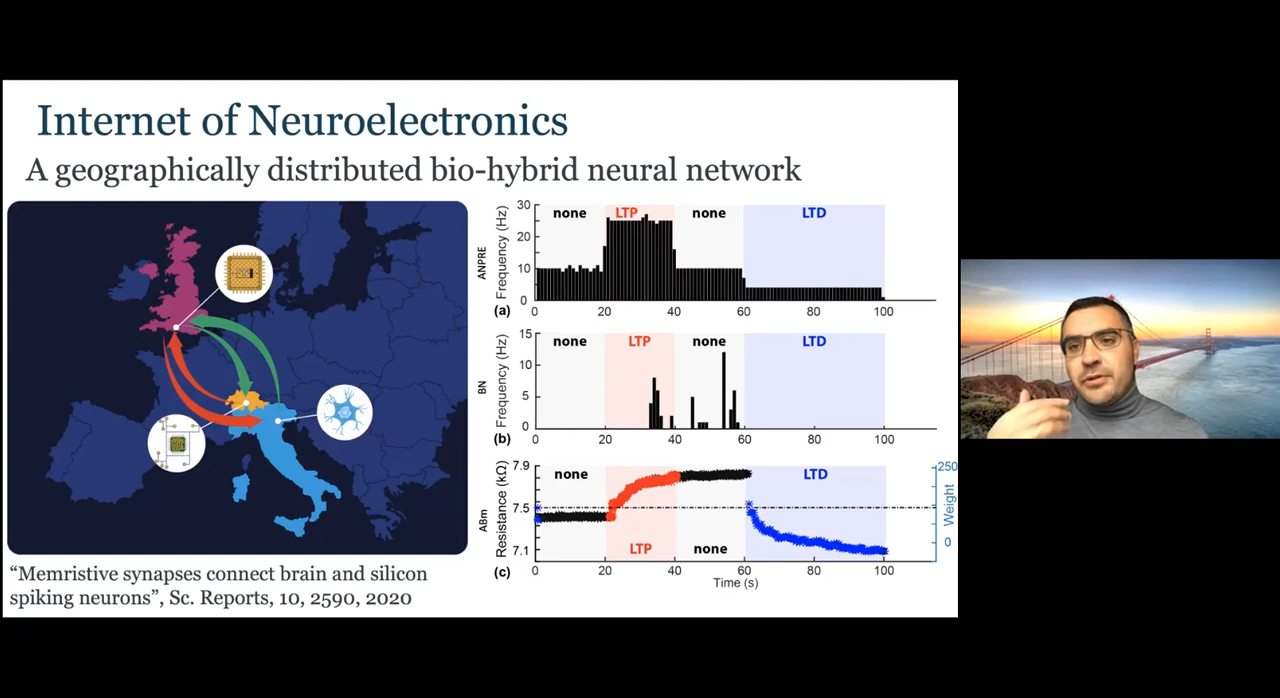 Internet of Neuroelectronics
A geographically distributed bio-hybrid neural network
ANPRE
Frequency (Hz)
30
20
10
0
none
LTP
none
LTD
(a)
0
20
40
60
80
100
BN
Frequency (Hz)
15
10
5
0
none
LTP
none
LTD
(b)
0
20
40
60
80
100
ABm
Resistance (kΩ)
7.9
7.5
7.1
none
LTD
LTP
none
250
0
Weight
(c)
0
20
40
60
80
100
Time (s)
“Memristive synapses connect brain and silicon
spiking neurons”, Sc. Reports, 10, 2590, 2020